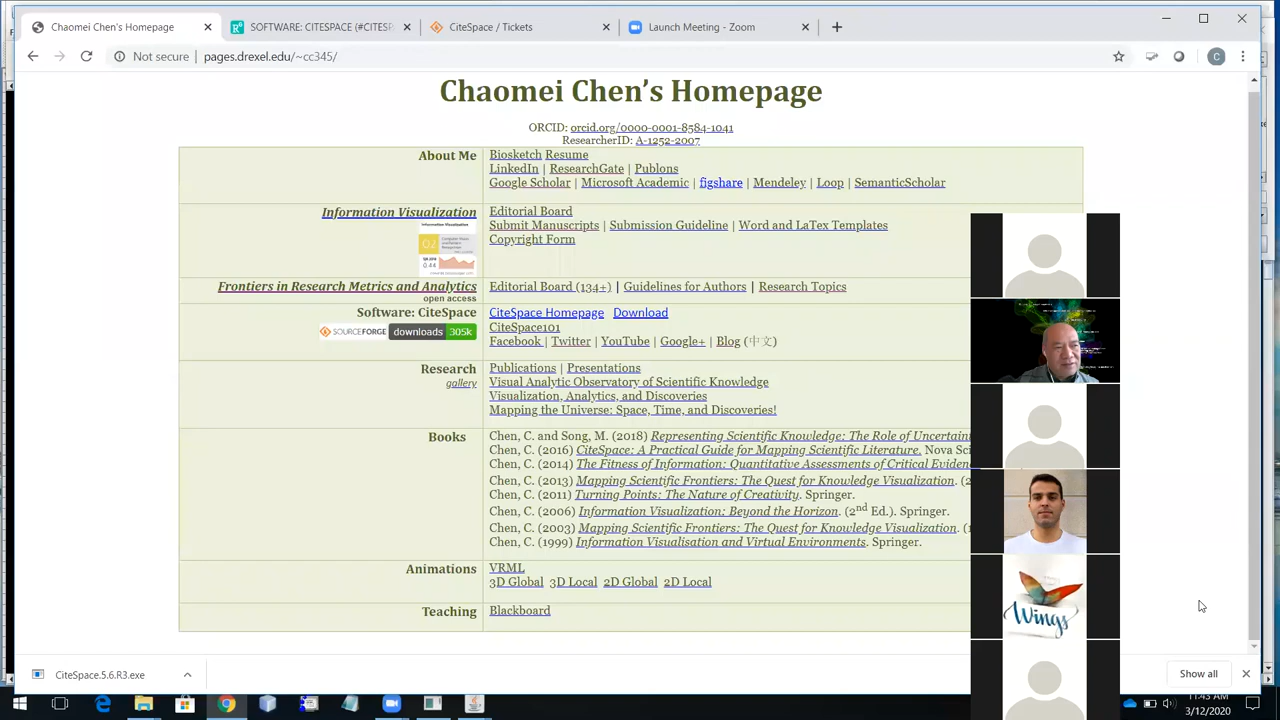 Chaomei Chen's Homepage
SOFTWARE: CITESPACE (#CITESP
CiteSpace / Tickets
Launch Meeting - Zoom
Not secure | pages.drexel.edu/~cc345/
C
Chaomei Chen's Homepage
ORCID: orcid.org/0000-0001-8584-1041
ResearcherID: A-1252-2007
About Me
Biosketch Resume
LinkedIn | ResearchGate | Publons
Google Scholar | Microsoft Academic | figshare | Mendeley | Loop | SemanticScholar
Information Visualization
Editorial Board
Submit Manuscripts | Submission Guideline | Word and LaTex Templates
Copyright Form
Information Visualization
Q2
0.44
Frontiers in Research Metrics and Analytics
open access
Editorial Board (134+) | Guidelines for Authors | Research Topics
Software: CiteSpace
SOURCEFORGE downloads 305k
CiteSpace Homepage Download
CiteSpace101
Facebook | Twitter | YouTube | Google+ | Blog (中文)
Research
gallery
Publications | Presentations
Visual Analytic Observatory of Scientific Knowledge
Visualization, Analytics, and Discoveries
Mapping the Universe: Space, Time, and Discoveries!
Books
Chen, C. and Song, M. (2018) Representing Scientific Knowledge: The Role of Uncertain
Chen, C. (2016) CiteSpace: A Practical Guide for Mapping Scientific Literature. Nova Sci
Chen, C. (2014) The Fitness of Information: Quantitative Assessments of Critical Eviden
Chen, C. (2013) Mapping Scientific Frontiers: The Quest for Knowledge Visualization. (2
Chen, C. (2011) Turning Points: The Nature of Creativity. Springer.
Chen, C. (2006) Information Visualization: Beyond the Horizon. (2nd Ed.). Springer.
Chen, C. (2003) Mapping Scientific Frontiers: The Quest for Knowledge Visualization. (1
Chen, C. (1999) Information Visualisation and Virtual Environments. Springer.
Animations
VRML
3D Global 3D Local 2D Global 2D Local
Teaching
Blackboard
Wings
CiteSpace.5.6.R3.exe
Show all
11:43 AM
3/12/2020